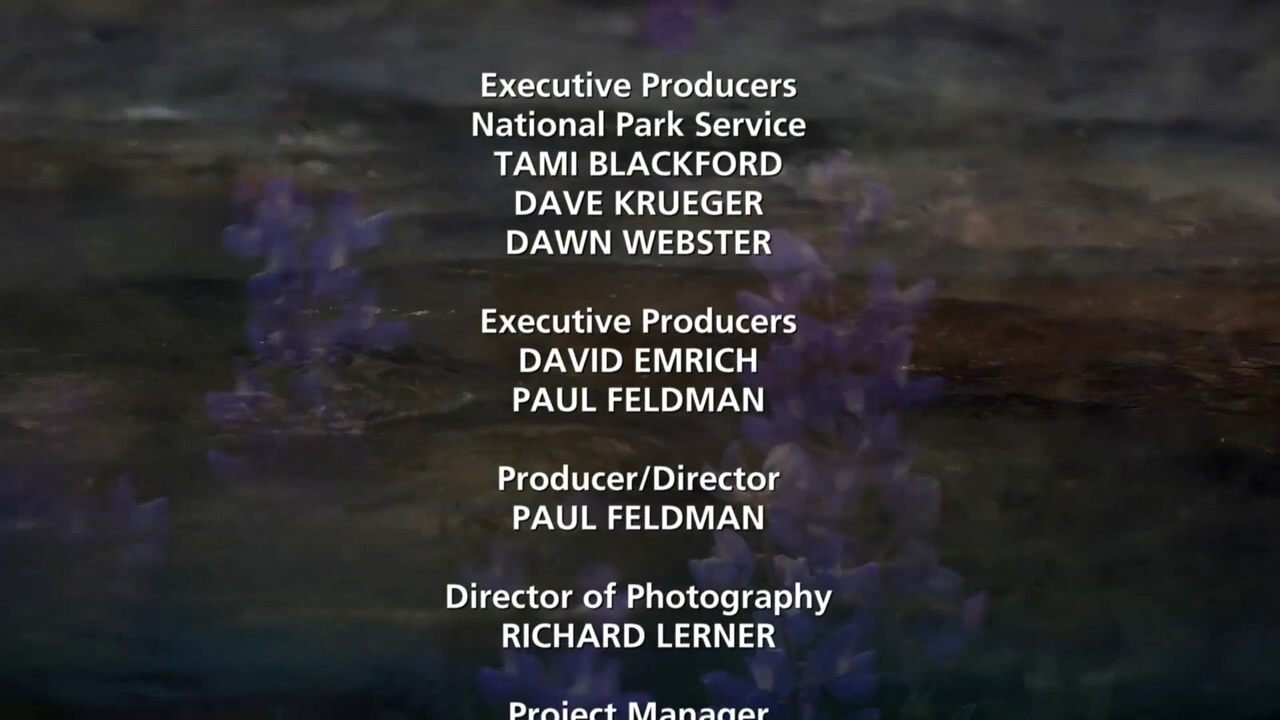 Executive Producers
National Park Service
TAMI BLACKFORD
DAVE KRUEGER
DAWN WEBSTER
Executive Producers
DAVID EMRICH
PAUL FELDMAN
Producer/Director
PAUL FELDMAN
Director of Photography
RICHARD LERNER
Project Manager